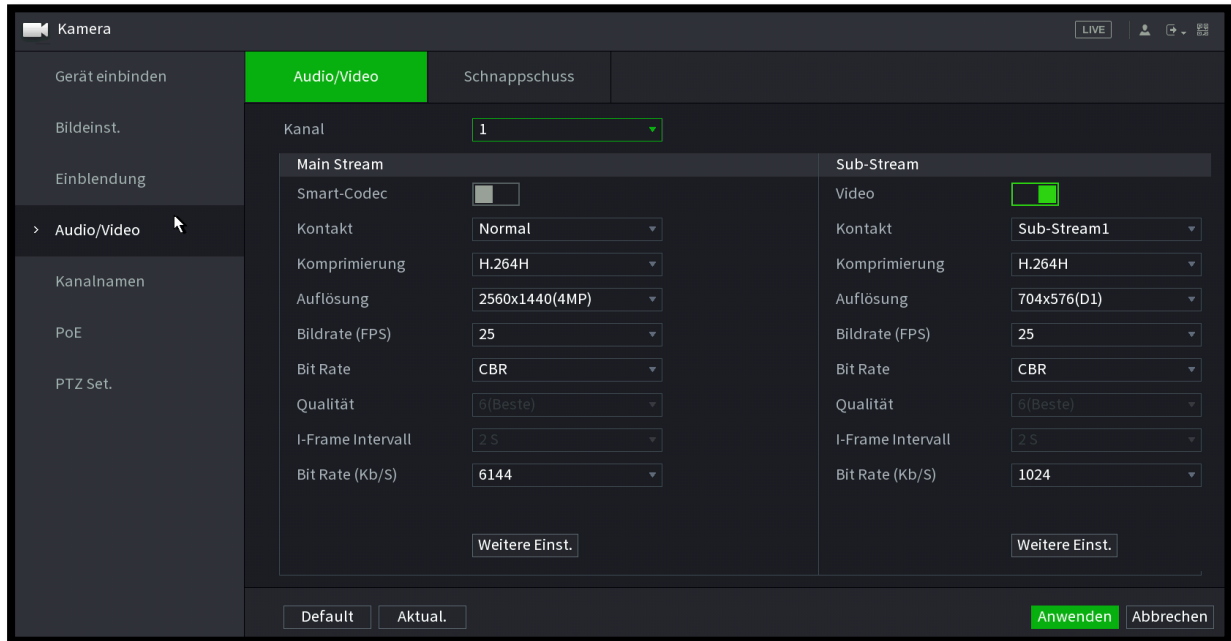 Kamera LIVE
Gerät einbinden
Bildeinst.
Einblendung
> Audio/Video
Kanalnamen
PoE
PTZ Set.
Audio/Video Schnappschuss
Kanal 1
Main Stream
Smart-Codec
Kontakt Normal
Komprimierung H.264H
Auflösung 2560x1440(4MP)
Bildrate (FPS) 25
Bit Rate CBR
Qualität 6(Beste)
I-Frame Intervall 2 S
Bit Rate (Kb/S) 6144
Weitere Einst.
Sub-Stream
Video
Kontakt Sub-Stream1
Komprimierung H.264H
Auflösung 704x576(D1)
Bildrate (FPS) 25
Bit Rate CBR
Qualität 6(Beste)
I-Frame Intervall 2 S
Bit Rate (Kb/S) 1024
Weitere Einst.
Default Aktual. Anwenden Abbrechen